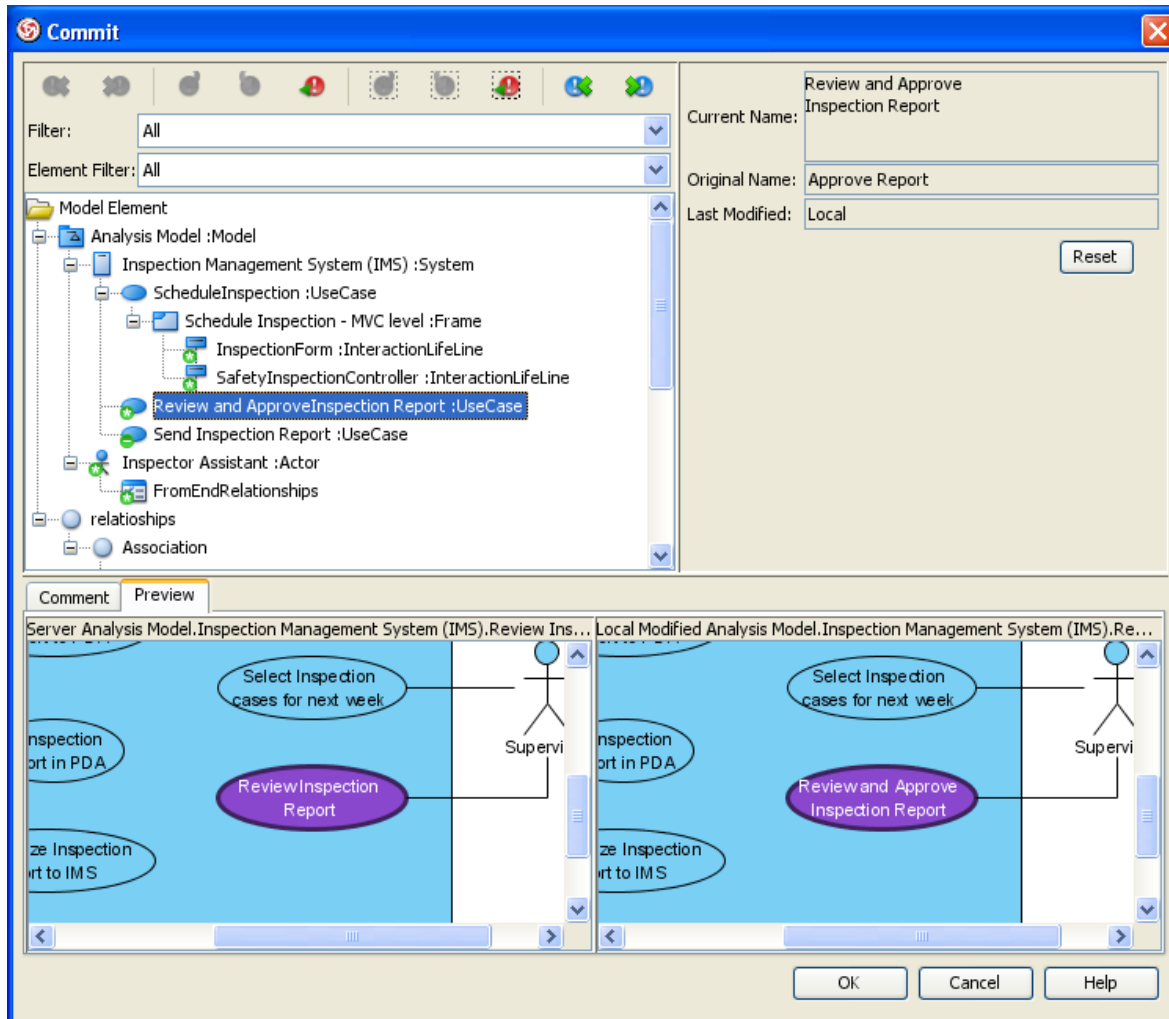 Commit
Filter:
All
Element Filter:
All
Model Element
Analysis Model :Model
Inspection Management System (IMS) :System
ScheduleInspection :UseCase
Schedule Inspection - MVC level :Frame
InspectionForm :InteractionLifeLine
SafetyInspectionController :InteractionLifeLine
Review and ApproveInspection Report :UseCase
Send Inspection Report :UseCase
Inspector Assistant :Actor
FromEndRelationships
relatioships
Association
Current Name:
Review and Approve
Inspection Report
Original Name:
Approve Report
Last Modified:
Local
Reset
Comment
Preview
Server Analysis Model.Inspection Management System (IMS).Review Ins...
Select Inspection
cases for next week
nspection
ort in PDA
Supervi
Review Inspection
Report
ze Inspection
rt to IMS
Local Modified Analysis Model.Inspection Management System (IMS).Re...
Select Inspection
cases for next week
nspection
ort in PDA
Supervi
Review and Approve
Inspection Report
ze Inspection
rt to IMS
OK
Cancel
Help